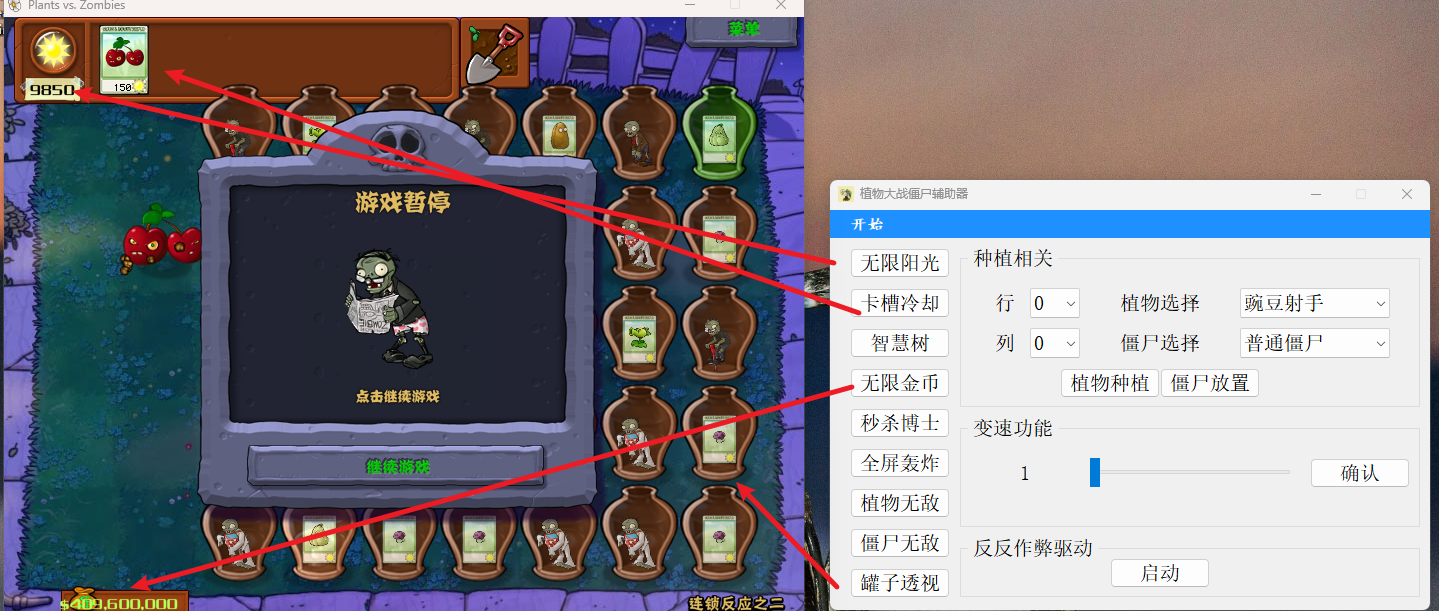 Plants vs. Zombies
菜单
9850
150
游戏暂停
点击继续游戏
继续游戏
$409,600,000
连锁反应之二
植物大战僵尸辅助器
开始
无限阳光
卡槽冷却
智慧树
无限金币
秒杀博士
全屏轰炸
植物无敌
僵尸无敌
罐子透视
种植相关
行 0 植物选择 豌豆射手
列 0 僵尸选择 普通僵尸
植物种植 僵尸放置
变速功能
1 确认
反反作弊驱动
启动